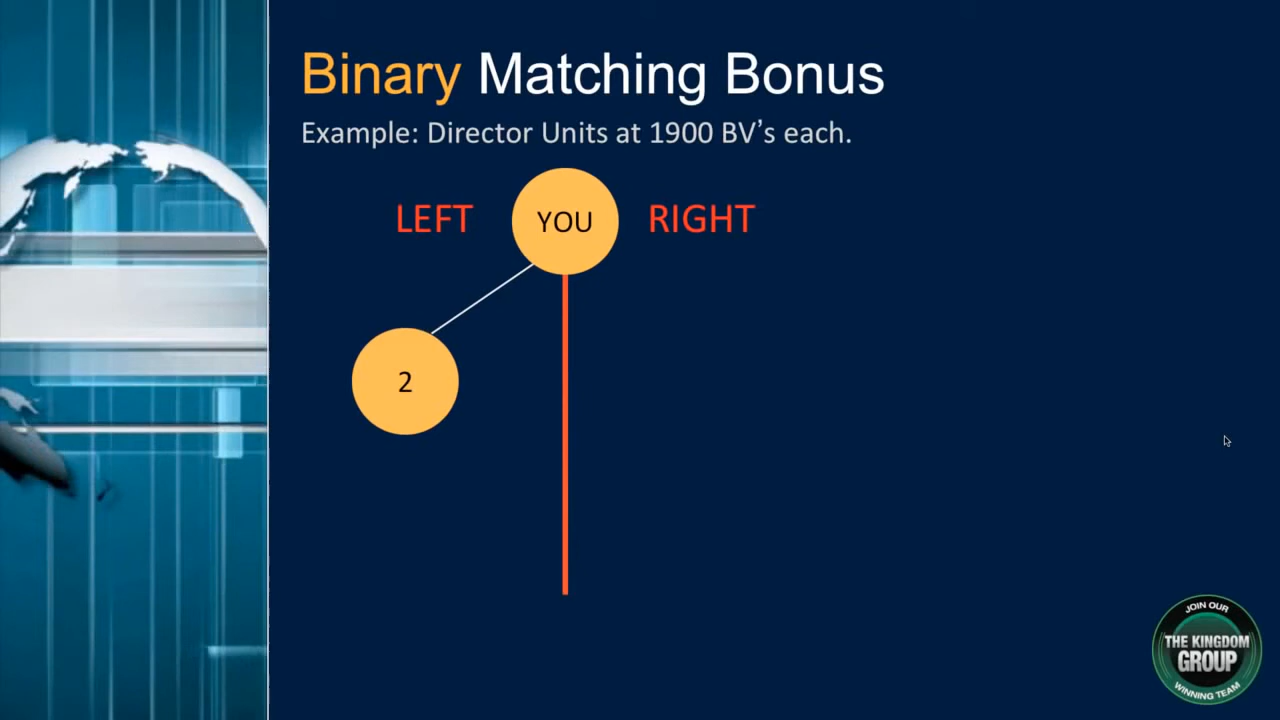 Binary Matching Bonus
Example: Director Units at 1900 BV’s each.
LEFT YOU RIGHT
2
JOIN OUR
THE KINGDOM
GROUP
WINNING TEAM